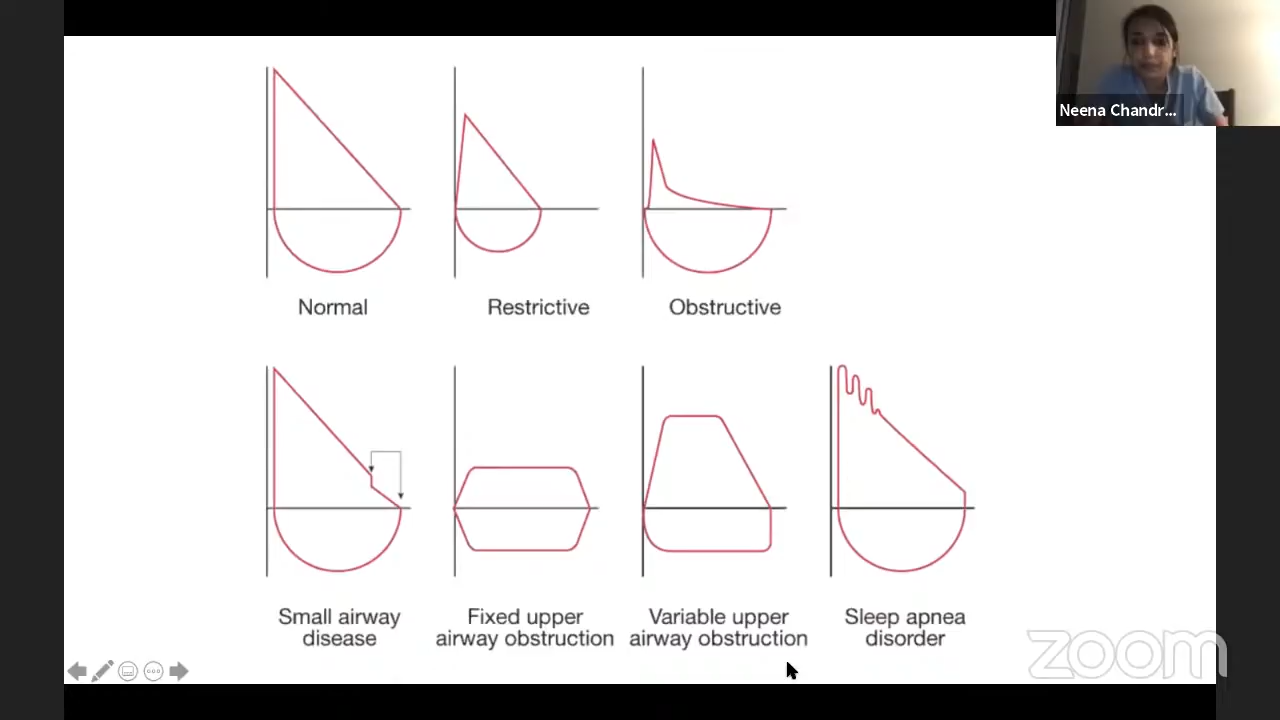 Neena Chandr...
Normal
Restrictive
Obstructive
Small airway
disease
Fixed upper
airway obstruction
Variable upper
airway obstruction
Sleep apnea
disorder
zoom